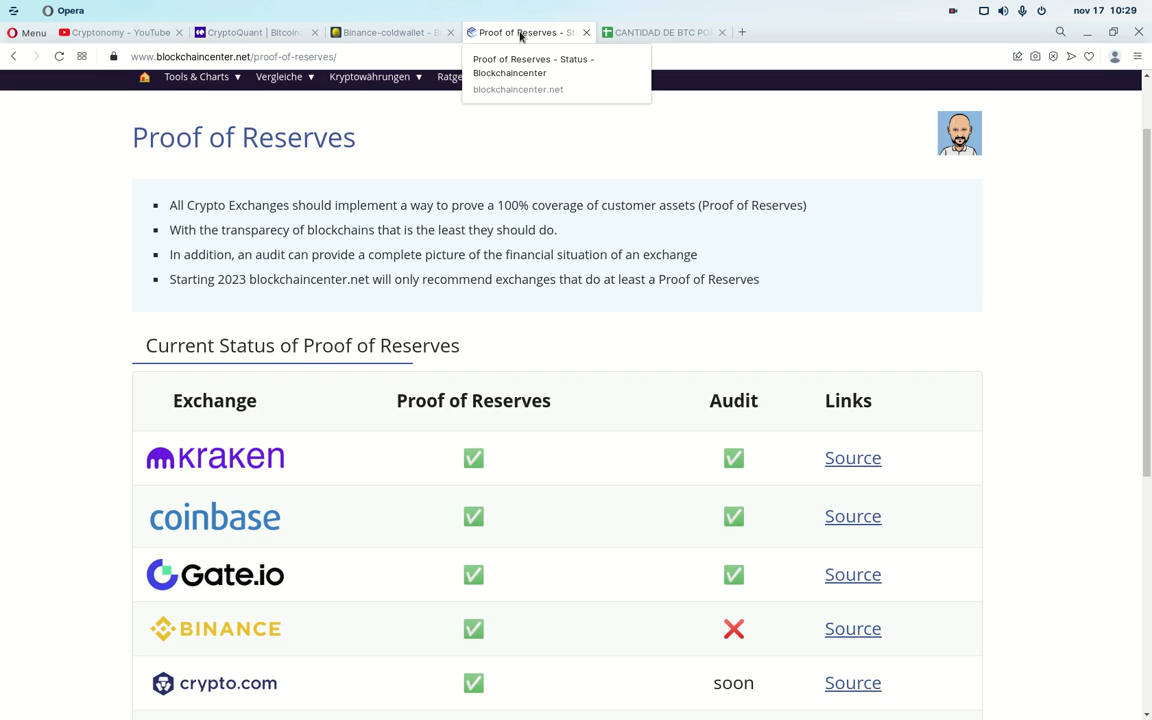 Opera
nov 17 10:29
Menu
Cryptonomy - YouTube
CryptoQuant | Bitcoin
Binance-coldwallet - B
Proof of Reserves - St
CANTIDAD DE BTC PO
www.blockchaincenter.net/proof-of-reserves/
Proof of Reserves - Status -
Blockchaincenter
blockchaincenter.net
Tools & Charts ▼
Vergleiche ▼
Kryptowährungen ▼
Ratge
Proof of Reserves
All Crypto Exchanges should implement a way to prove a 100% coverage of customer assets (Proof of Reserves)
With the transparecy of blockchains that is the least they should do.
In addition, an audit can provide a complete picture of the financial situation of an exchange
Starting 2023 blockchaincenter.net will only recommend exchanges that do at least a Proof of Reserves
Current Status of Proof of Reserves
Exchange Proof of Reserves Audit Links
kraken ✅ ✅ Source
coinbase ✅ ✅ Source
Gate.io ✅ ✅ Source
BINANCE ✅ ❌ Source
crypto.com ✅ soon Source